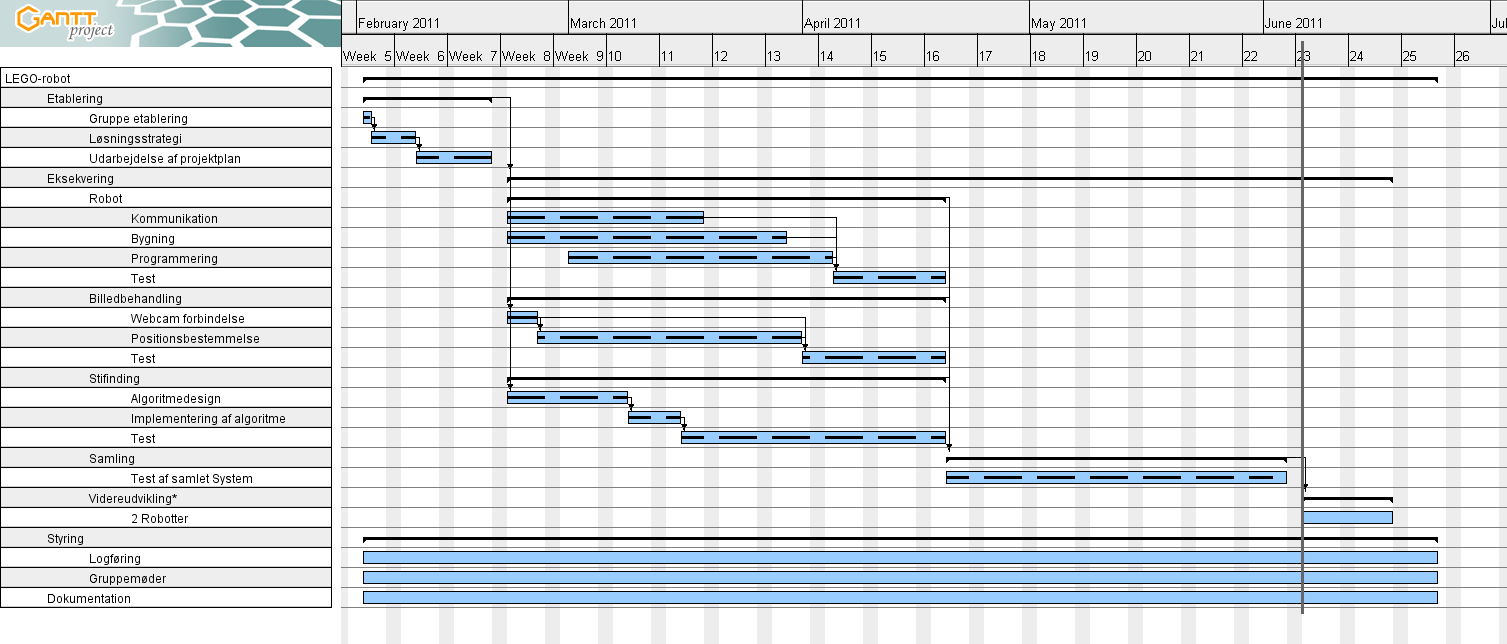 GANTT
project
February 2011 March 2011 April 2011 May 2011 June 2011 Jul
Week 5 Week 6 Week 7 Week 8 Week 9 10 11 12 13 14 15 16 17 18 19 20 21 22 23 24 25 26
LEGO-robot
Etablering
Gruppe etablering
Løsningsstrategi
Udarbejdelse af projektplan
Eksekvering
Robot
Kommunikation
Bygning
Programmering
Test
Billedbehandling
Webcam forbindelse
Positionsbestemmelse
Test
Stifinding
Algoritmedesign
Implementering af algoritme
Test
Samling
Test af samlet System
Videreudvikling*
2 Robotter
Styring
Logføring
Gruppemøder
Dokumentation